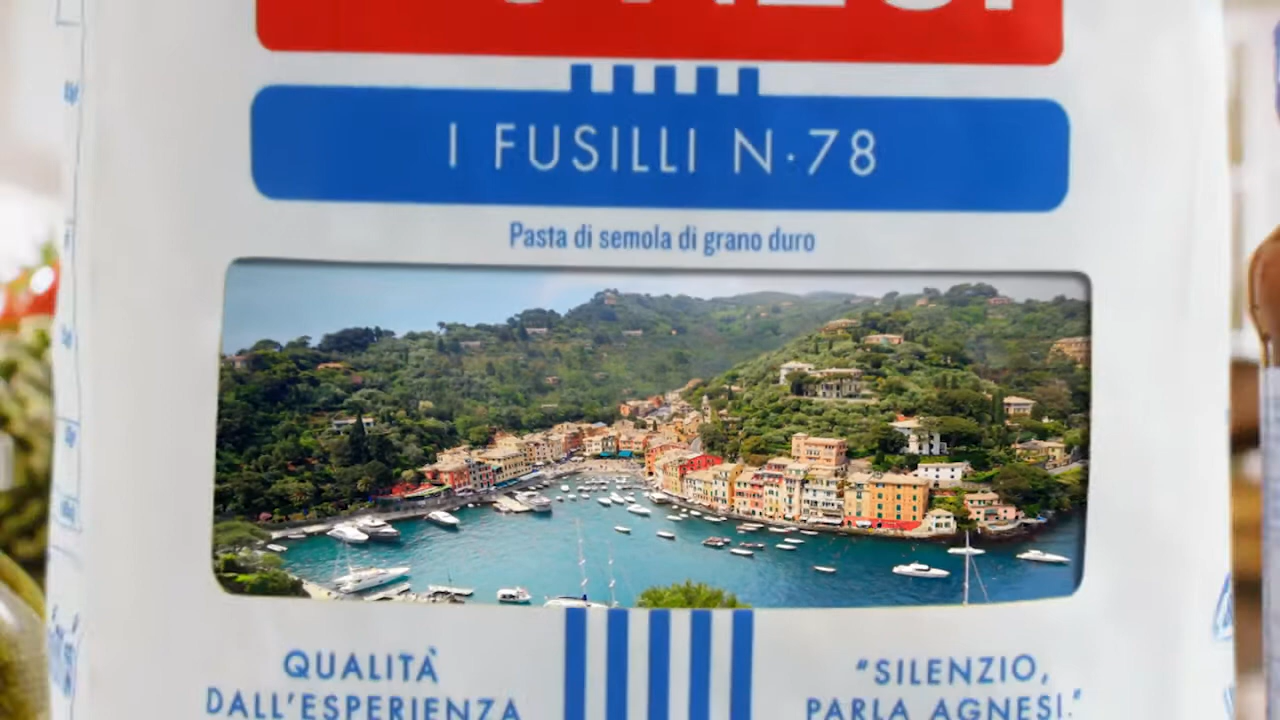 I FUSILLI N·78
Pasta di semola di grano duro
QUALITÀ
DALL'ESPERIENZA
"SILENZIO,
PARLA AGNESI."